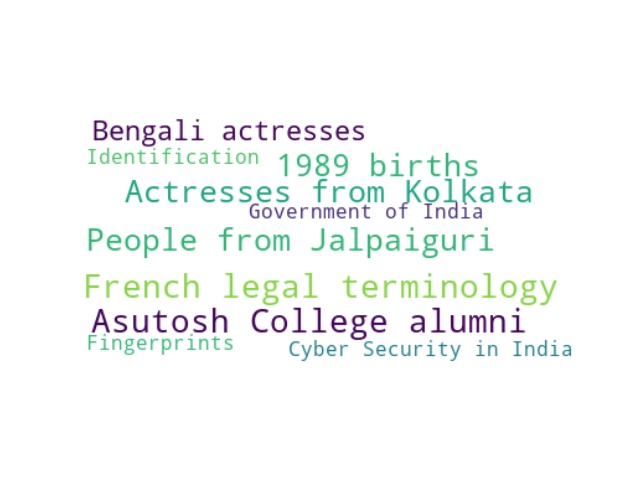 Bengali actresses
Identification
1989 births
Actresses from Kolkata
Government of India
People from Jalpaiguri
French legal terminology
Asutosh College alumni
Fingerprints
Cyber Security in India